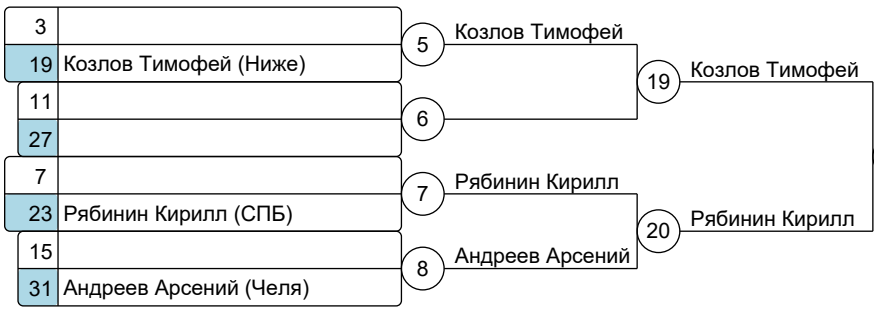 3
19 Козлов Тимофей (Ниже)
11
27
7
23 Рябинин Кирилл (СПБ)
15
31 Андреев Арсений (Челя)
5 Козлов Тимофей
6
7 Рябинин Кирилл
8 Андреев Арсений
19 Козлов Тимофей
20 Рябинин Кирилл